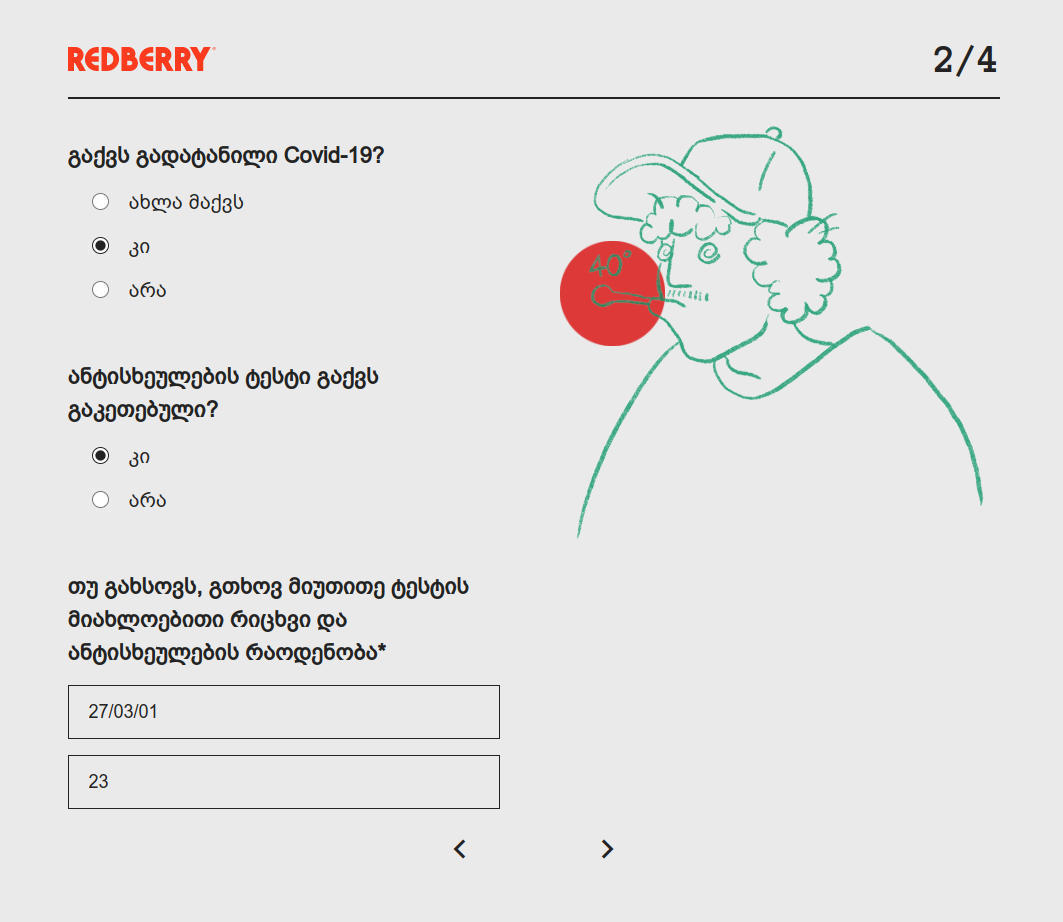 REDBERRY
2/4
გაქვს გადატანილი Covid-19?
ახლა მაქვს
კი
არა
ანტისხეულების ტესტი გაქვს
გაკეთებული?
კი
არა
თუ გახსოვს, გთხოვ მიუთითე ტესტის
მიახლოებითი რიცხვი და
ანტისხეულების რაოდენობა*
27/03/01
23
40°